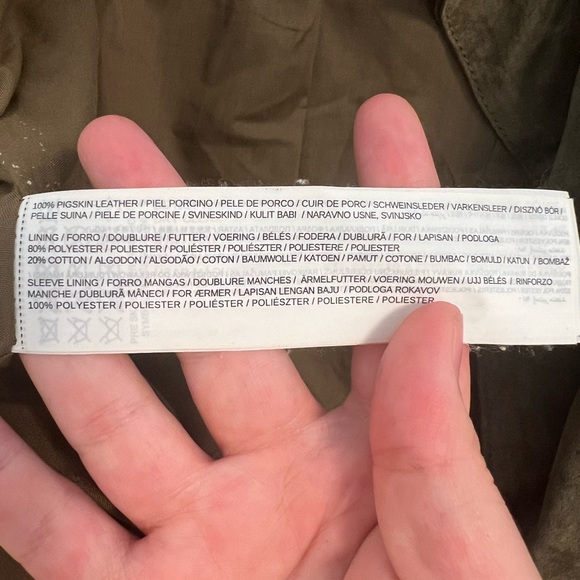 100% PIGSKIN LEATHER / PIEL PORCINO / PELE DE PORCO / CUIR DE PORC / SCHWEINSLEDER / VARKENSLEER / DISZNÓ BŐR /
PELLE SUINA / PIELE DE PORCINE / SVINESKIND / KULIT BABI / NARAVNO USNE, SVINJSKO
LINING / FORRO / DOUBLURE / FUTTER / VOERING / BÉLÉS / FODERA / DUBLURĂ / FOR / LAPISAN / PODLOGA
80% POLYESTER / POLIESTER / POLIÉSTER / POLIÉSZTER / POLIESTERE / POLIESTER
20% COTTON / ALGODON / ALGODÃO / COTON / BAUMWOLLE / KATOEN / PAMUT / COTONE / BUMBAC / BOMULD / KATUN / BOMBAŽ
SLEEVE LINING / FORRO MANGAS / DOUBLURE MANCHES / ÄRMELFUTTER / VOERING MOUWEN / UJJ BÉLÉS / RINFORZO
MANICHE / DUBLURĂ MÂNECI / FOR ÆRMER / LAPISAN LENGAN BAJU / PODLOGA ROKAVOV
100% POLYESTER / POLIESTER / POLIÉSTER / POLIÉSZTER / POLIESTERE / POLIESTER